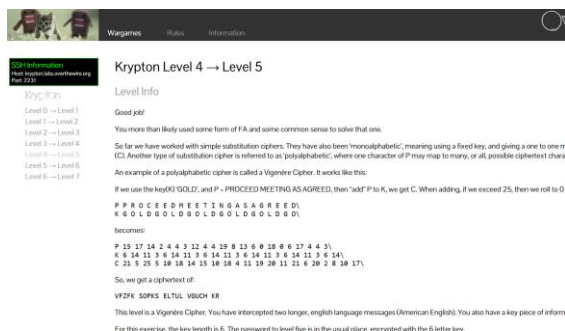 Wargames Rules Information
SSH Information
Host: krypton.labs.overthewire.org
Port: 2231
Krypton
Level 0 → Level 1
Level 1 → Level 2
Level 2 → Level 3
Level 3 → Level 4
Level 4 → Level 5
Level 5 → Level 6
Level 6 → Level 7
Krypton Level 4 → Level 5
Level Info
Good job!
You more than likely used some form of FA and some common sense to solve that one.
So far we have worked with simple substitution ciphers. They have also been 'monoalphabetic', meaning using a fixed key, and giving a one to one m
(C). Another type of substitution cipher is referred to as 'polyalphabetic', where one character of P may map to many, or all, possible ciphertext chara
An example of a polyalphabetic cipher is called a Vigenère Cipher. It works like this:
If we use the key(K) 'GOLD', and P = PROCEED MEETING AS AGREED, then "add" P to K, we get C. When adding, if we exceed 25, then we roll to 0
P P R O C E E D M E E T I N G A S A G R E E D\
K G O L D G O L D G O L D G O L D G O L D G O\
becomes:
P 15 17 14 2 4 4 3 12 4 4 19 8 13 6 0 18 0 6 17 4 4 3\
K 6 14 11 3 6 14 11 3 6 14 11 3 6 14 11 3 6 14 11 3 6 14\
C 21 5 25 5 10 18 14 15 10 18 4 11 19 20 11 21 6 20 2 8 10 17\
So, we get a ciphertext of:
VFZFK SOPKS ELTUL VGUCH KR
This level is a Vigenère Cipher. You have intercepted two longer, english language messages (American English). You also have a key piece of inform
For this exercise, the key length is 6. The password to level five is in the usual place, encrypted with the 6 letter key.